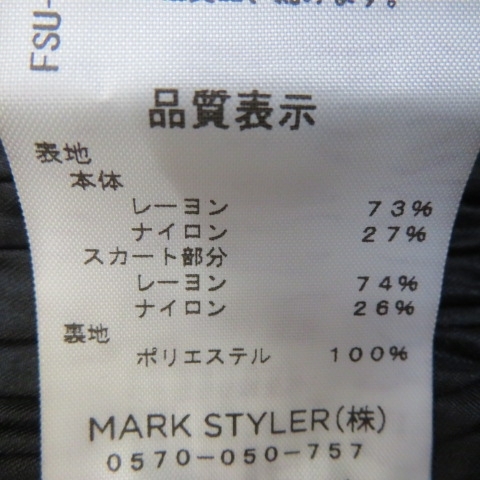 FSU-
品質表示
表地
本体
レーヨン 73%
ナイロン 27%
スカート部分
レーヨン 74%
ナイロン 26%
裏地
ポリエステル 100%
MARK STYLER(株)
0570-050-757